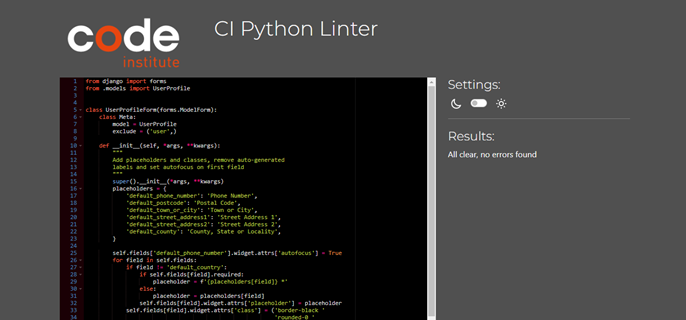 code
institute
CI Python Linter
1 from django import forms
2 from .models import UserProfile
3
4
5 class UserProfileForm(forms.ModelForm):
6 class Meta:
7 model = UserProfile
8 exclude = ('user',)
9
10 def __init__(self, *args, **kwargs):
11 """
12 Add placeholders and classes, remove auto-generated
13 labels and set autofocus on first field
14 """
15 super().__init__(*args, **kwargs)
16 placeholders = {
17 'default_phone_number': 'Phone Number',
18 'default_postcode': 'Postal Code',
19 'default_town_or_city': 'Town or City',
20 'default_street_address1': 'Street Address 1',
21 'default_street_address2': 'Street Address 2',
22 'default_county': 'County, State or Locality',
23 }
24
25 self.fields['default_phone_number'].widget.attrs['autofocus'] = True
26 for field in self.fields:
27 if field != 'default_country':
28 if self.fields[field].required:
29 placeholder = f'{placeholders[field]} *'
30 else:
31 placeholder = placeholders[field]
32 self.fields[field].widget.attrs['placeholder'] = placeholder
33 self.fields[field].widget.attrs['class'] = ('border-black '
34 'rounded-0 '
Settings:
Results:
All clear, no errors found